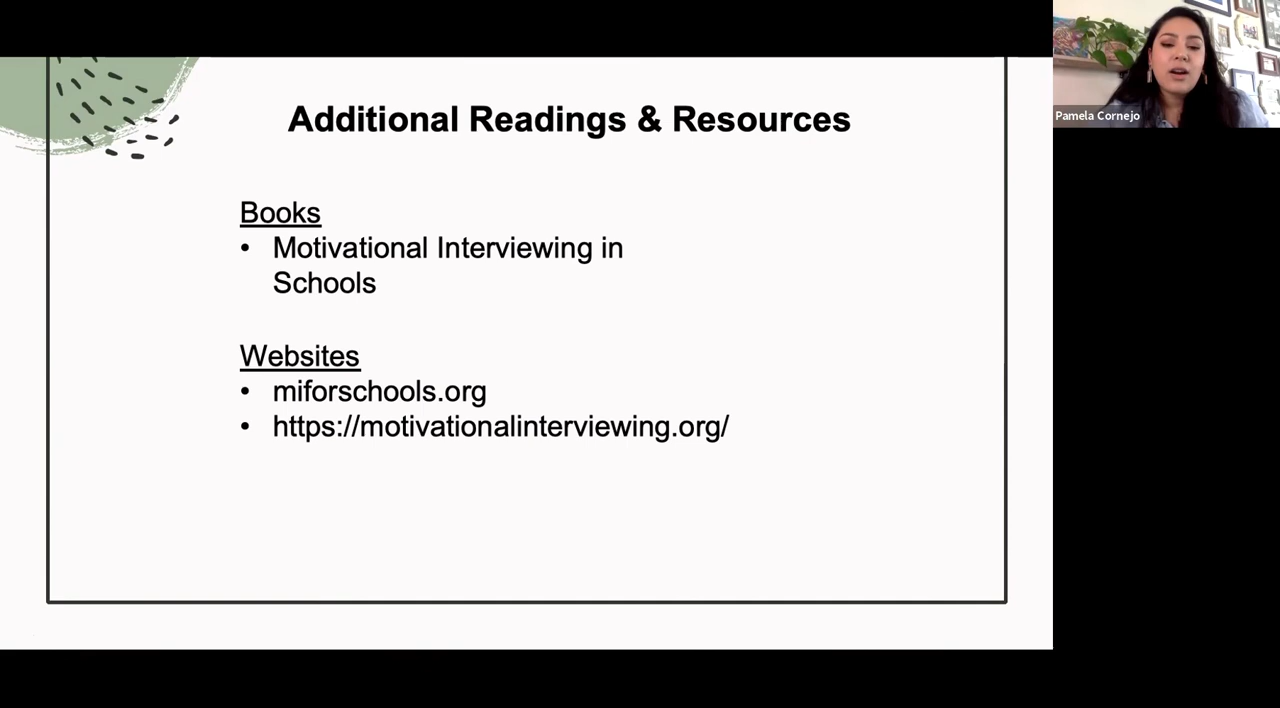 Additional Readings & Resources
Books
• Motivational Interviewing in
Schools
Websites
• miforschools.org
• https://motivationalinterviewing.org/
Pamela Cornejo